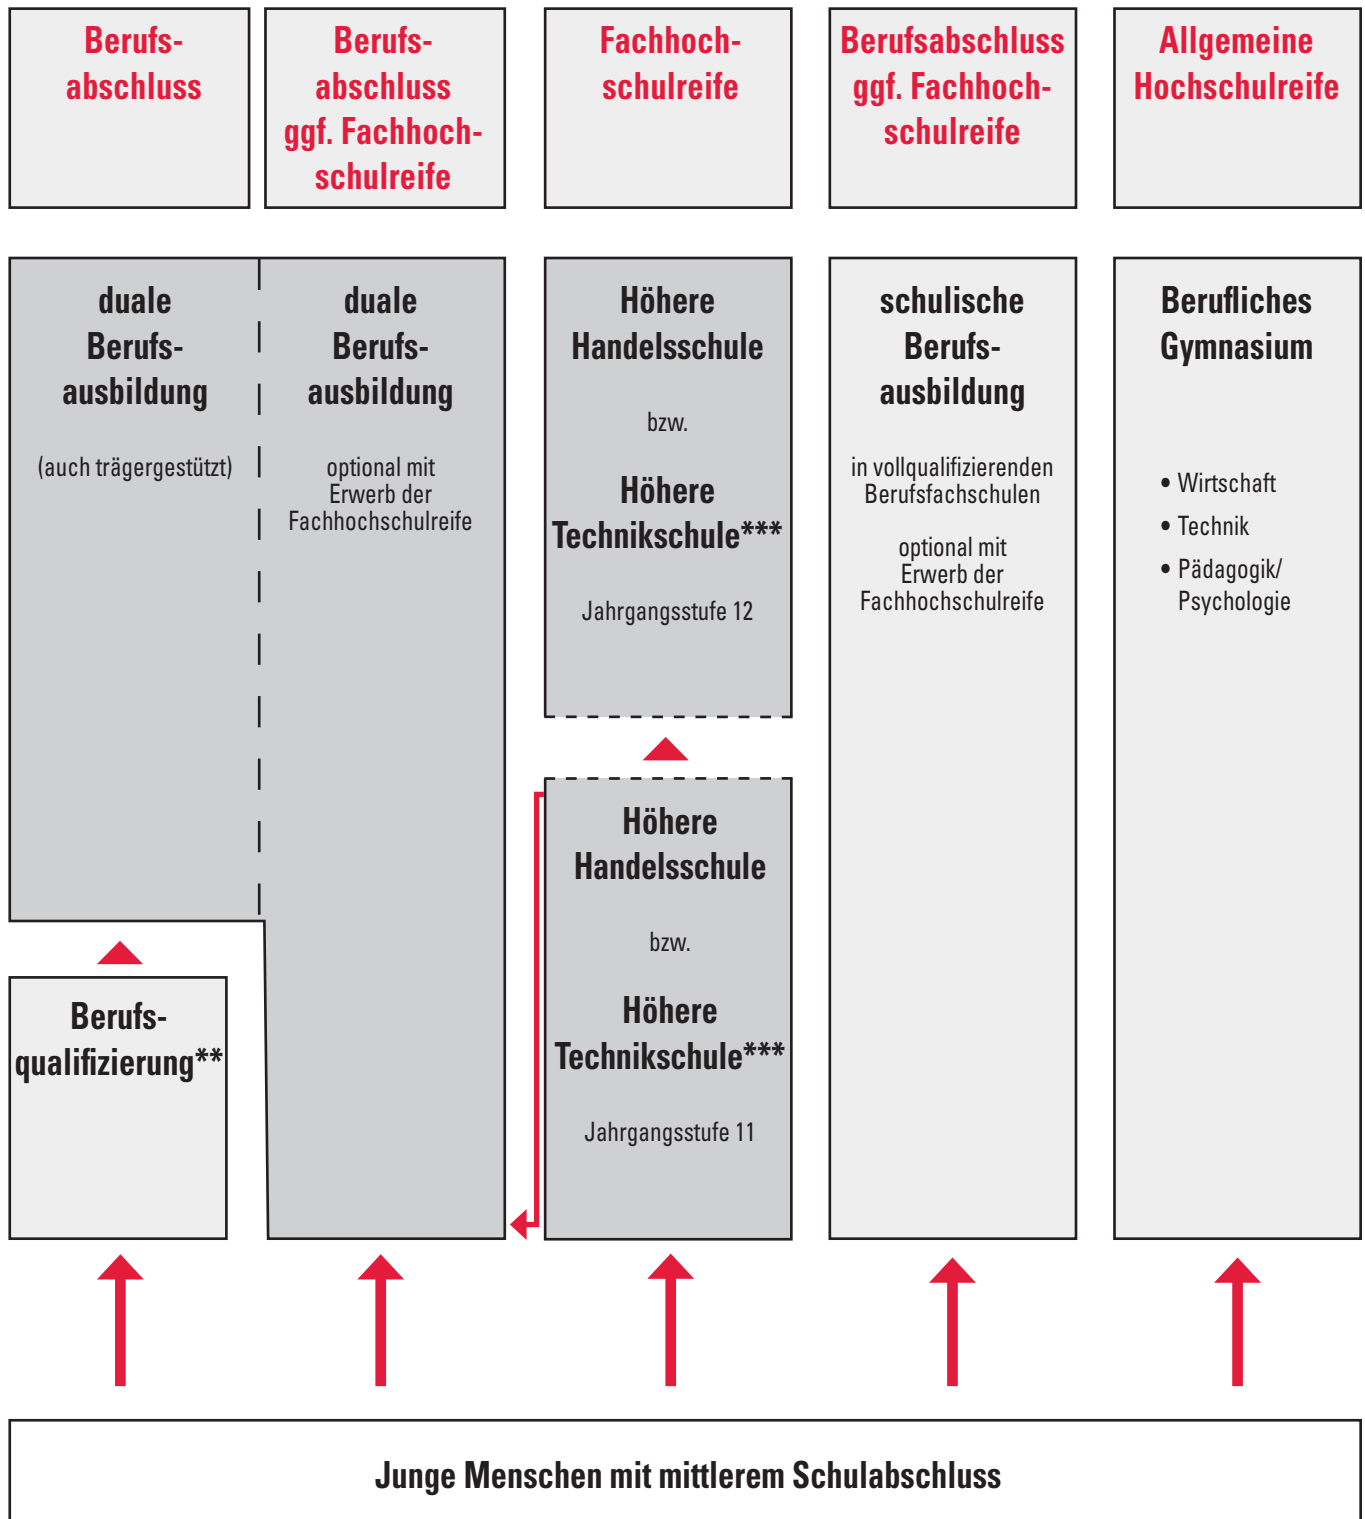 Berufs-
abschluss
Berufs-
abschluss
ggf. Fachhoch-
schulreife
Fachhoch-
schulreife
Berufsabschluss
ggf. Fachhoch-
schulreife
Allgemeine
Hochschulreife
duale
Berufs-
ausbildung
(auch trägergestützt)
duale
Berufs-
ausbildung
optional mit
Erwerb der
Fachhochschulreife
Höhere
Handelsschule
bzw.
Höhere
Technikschule***
Jahrgangsstufe 12
schulische
Berufs-
ausbildung
in vollqualifizierenden
Berufsfachschulen
optional mit
Erwerb der
Fachhochschulreife
Berufliches
Gymnasium
• Wirtschaft
• Technik
• Pädagogik/
Psychologie
Höhere
Handelsschule
bzw.
Höhere
Technikschule***
Jahrgangsstufe 11
Berufs-
qualifizierung**
Junge Menschen mit mittlerem Schulabschluss